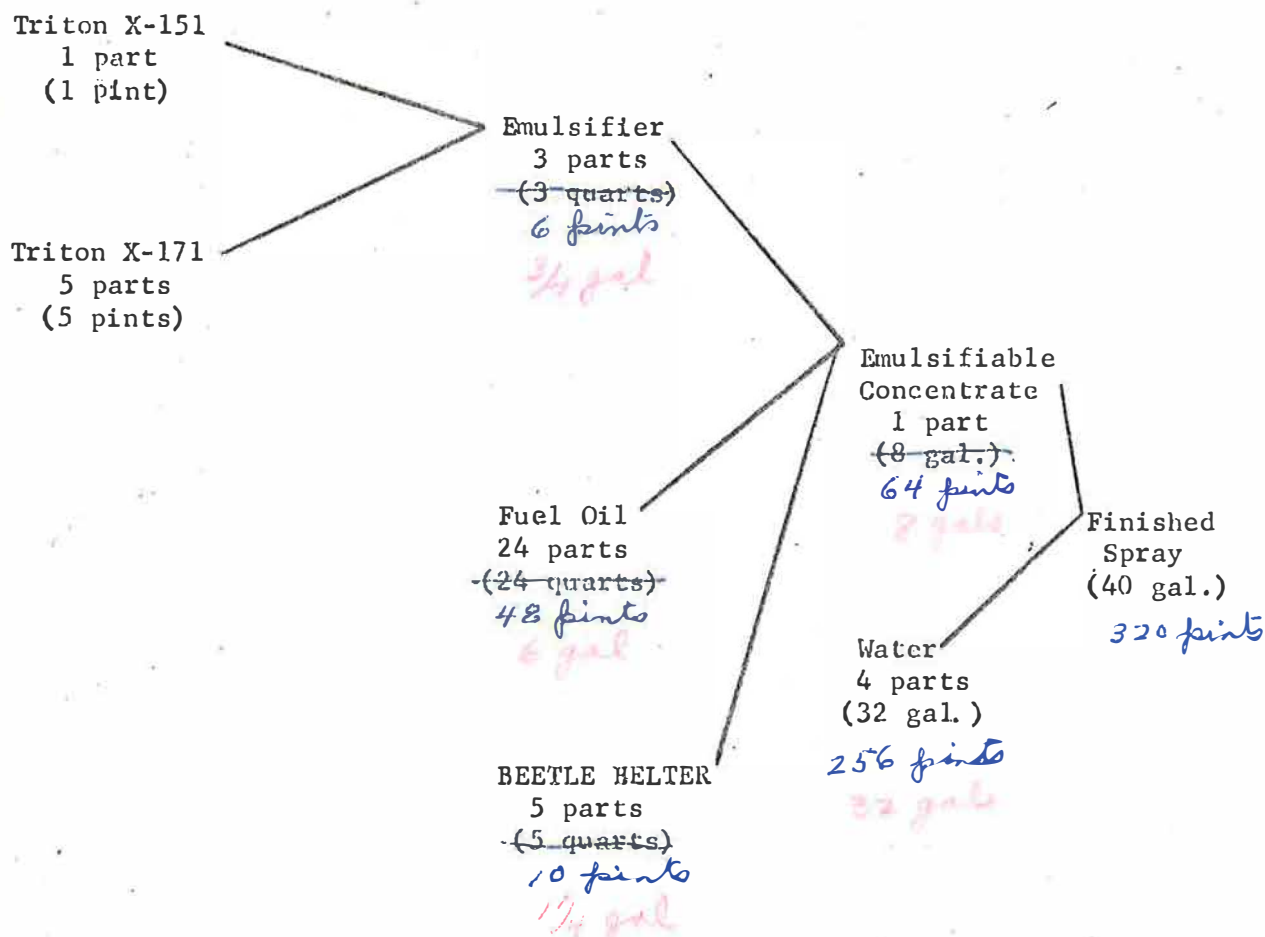 Triton X-151
1 part
(1 pint)
Triton X-171
5 parts
(5 pints)
Emulsifier
3 parts
(3 quarts)
6 pints
3/4 gal
Fuel Oil
24 parts
(24 quarts)
48 pints
6 gal
BEETLE HELTER
5 parts
(5 quarts)
10 pints
1 1/4 gal
Emulsifiable
Concentrate
1 part
(8 gal.)
64 pints
8 gals
Water
4 parts
(32 gal.)
256 pints
32 gals
Finished
Spray
(40 gal.)
320 pints